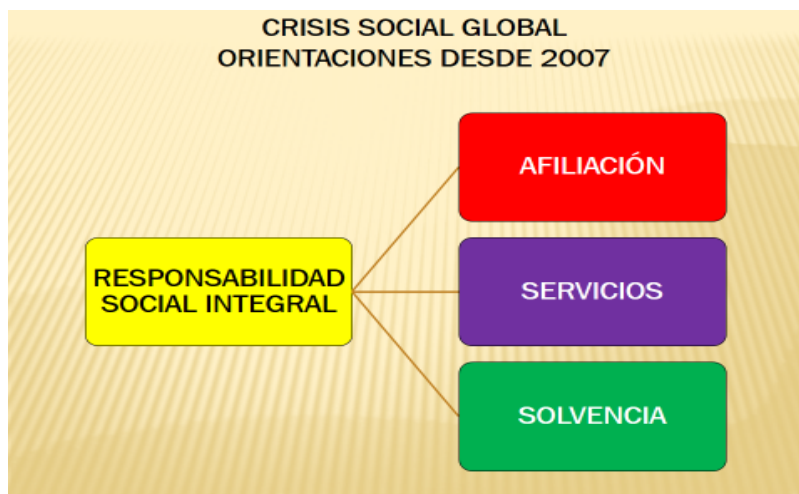 CRISIS SOCIAL GLOBAL
ORIENTACIONES DESDE 2007
AFILIACIÓN
RESPONSABILIDAD
SOCIAL INTEGRAL
SERVICIOS
SOLVENCIA